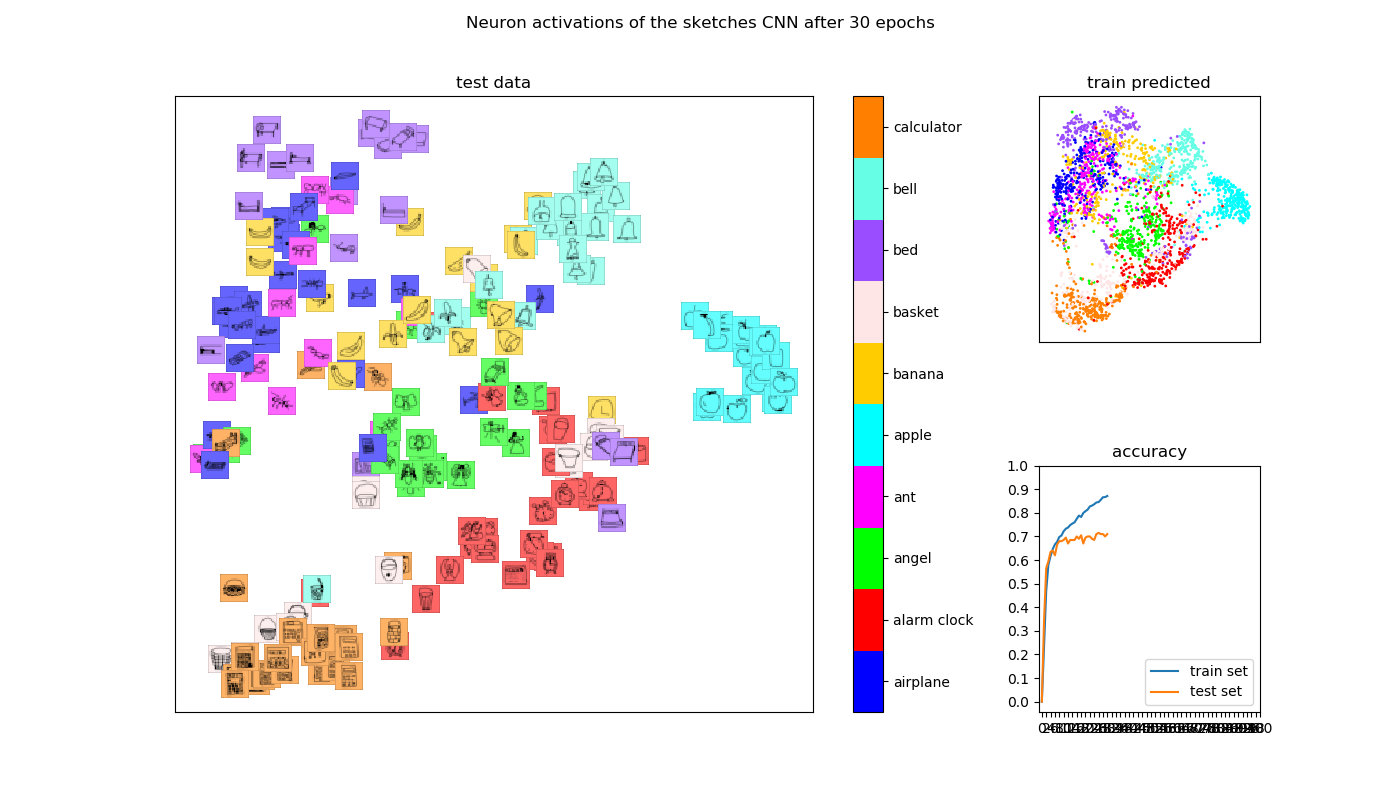 Neuron activations of the sketches CNN after 30 epochs
test data
train predicted
calculator
bell
bed
basket
banana
apple
ant
angel
alarm clock
airplane
accuracy
1.0
0.9
0.8
0.7
0.6
0.5
0.4
0.3
0.2
0.1
0.0
train set
test set